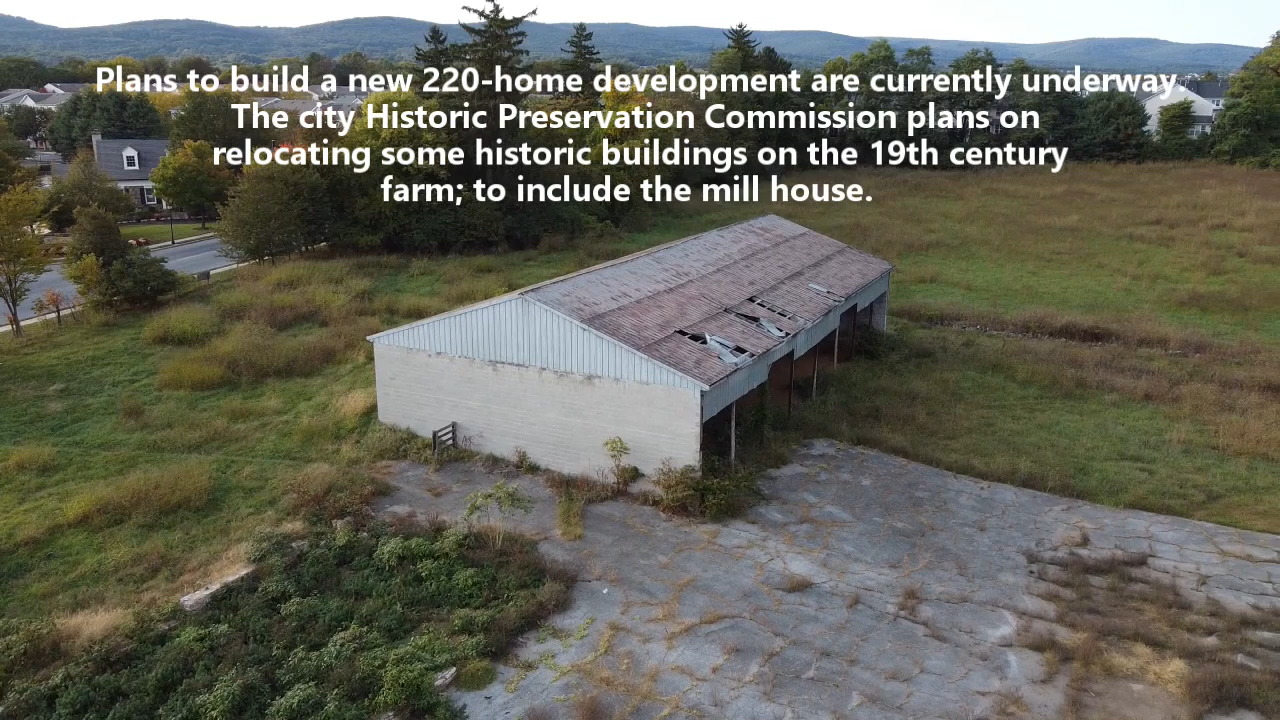 Plans to build a new 220-home development are currently underway.
The city Historic Preservation Commission plans on
relocating some historic buildings on the 19th century
farm; to include the mill house.